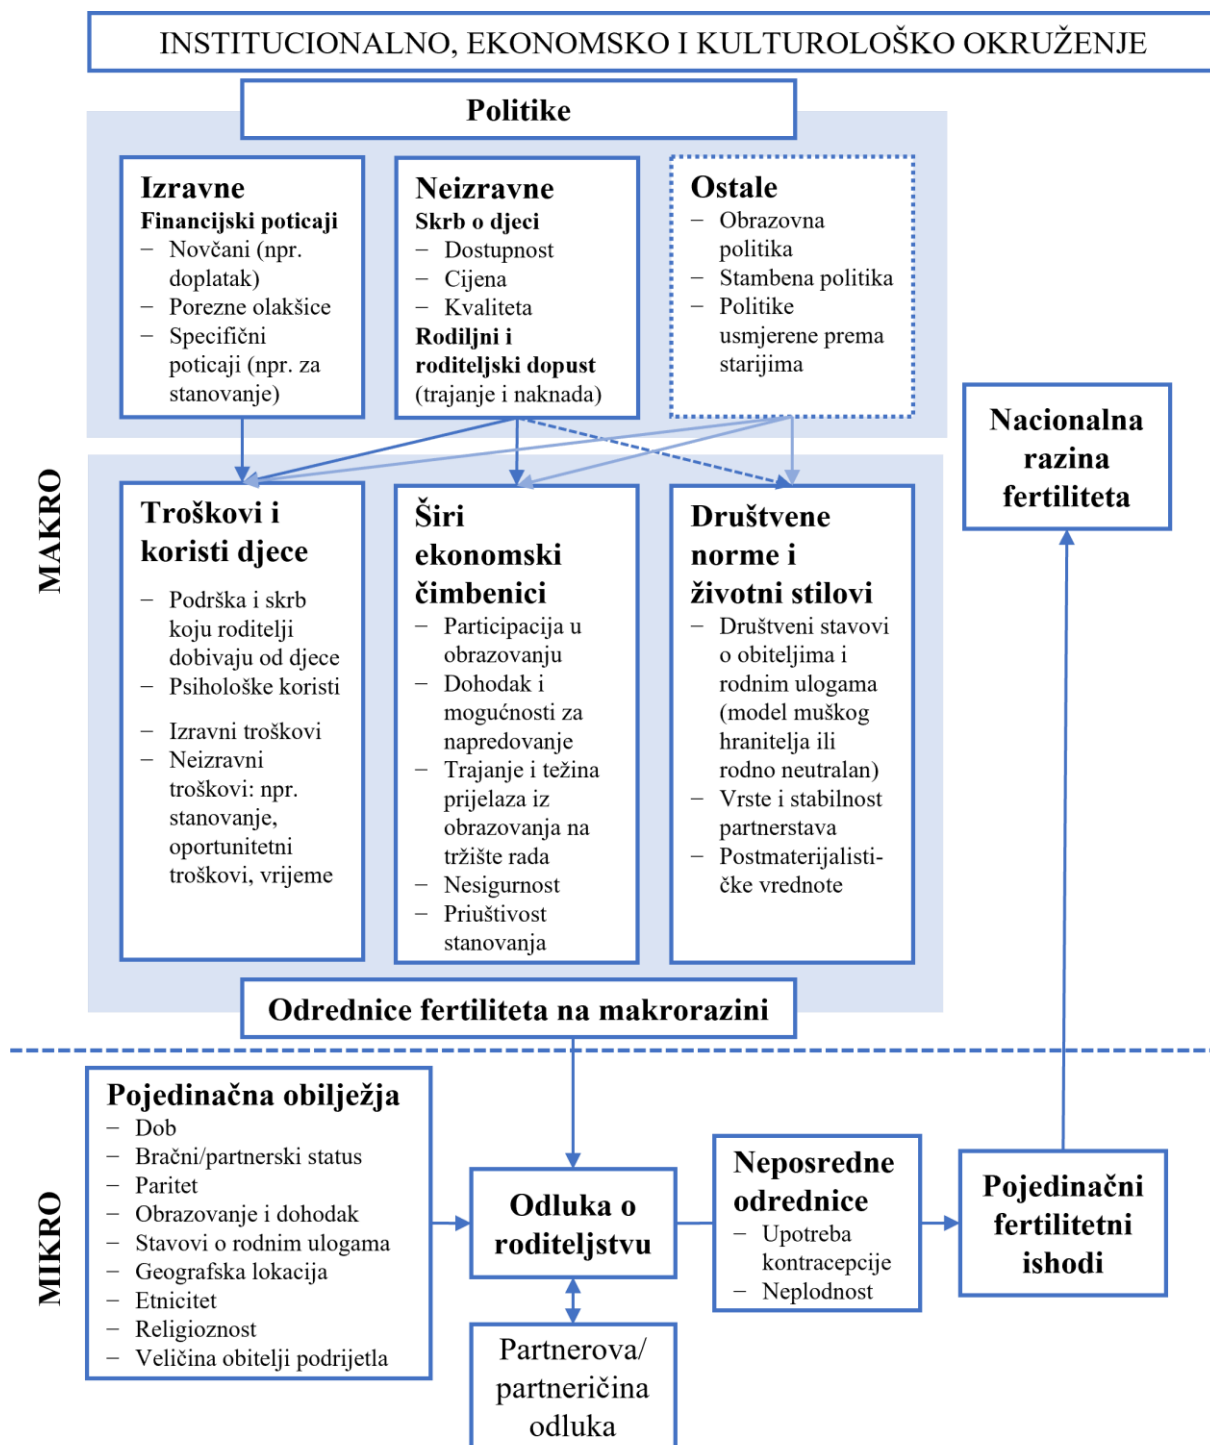 INSTITUCIONALNO, EKONOMSKO I KULTUROLOŠKO OKRUŽENJE
Politike
Izravne
Financijski poticaji
− Novčani (npr.
doplatak)
− Porezne olakšice
− Specifični
poticaji (npr. za
stanovanje)
Neizravne
Skrb o djeci
− Dostupnost
− Cijena
− Kvaliteta
Rodiljni i
roditeljski dopust
(trajanje i naknada)
Ostale
− Obrazovna
politika
− Stambena politika
− Politike
usmjerene prema
starijima
MAKRO
Troškovi i
koristi djece
− Podrška i skrb
koju roditelji
dobivaju od djece
− Psihološke koristi
− Izravni troškovi
− Neizravni
troškovi: npr.
stanovanje,
oportunitetni
troškovi, vrijeme
Širi
ekonomski
čimbenici
− Participacija u
obrazovanju
− Dohodak i
mogućnosti za
napredovanje
− Trajanje i težina
prijelaza iz
obrazovanja na
tržište rada
− Nesigurnost
− Priuštivost
stanovanja
Društvene
norme i
životni stilovi
− Društveni stavovi
o obiteljima i
rodnim ulogama
(model muškog
hranitelja ili
rodno neutralan)
− Vrste i stabilnost
partnerstava
− Postmaterijalisti-
čke vrednote
Nacionalna
razina
fertiliteta
Odrednice fertiliteta na makrorazini
MIKRO
Pojedinačna obilježja
− Dob
− Bračni/partnerski status
− Paritet
− Obrazovanje i dohodak
− Stavovi o rodnim ulogama
− Geografska lokacija
− Etnicitet
− Religioznost
− Veličina obitelji podrijetla
Odluka o
roditeljstvu
Partnerova/
partneričina
odluka
Neposredne
odrednice
− Upotreba
kontracepcije
− Neplodnost
Pojedinačni
fertilitetni
ishodi